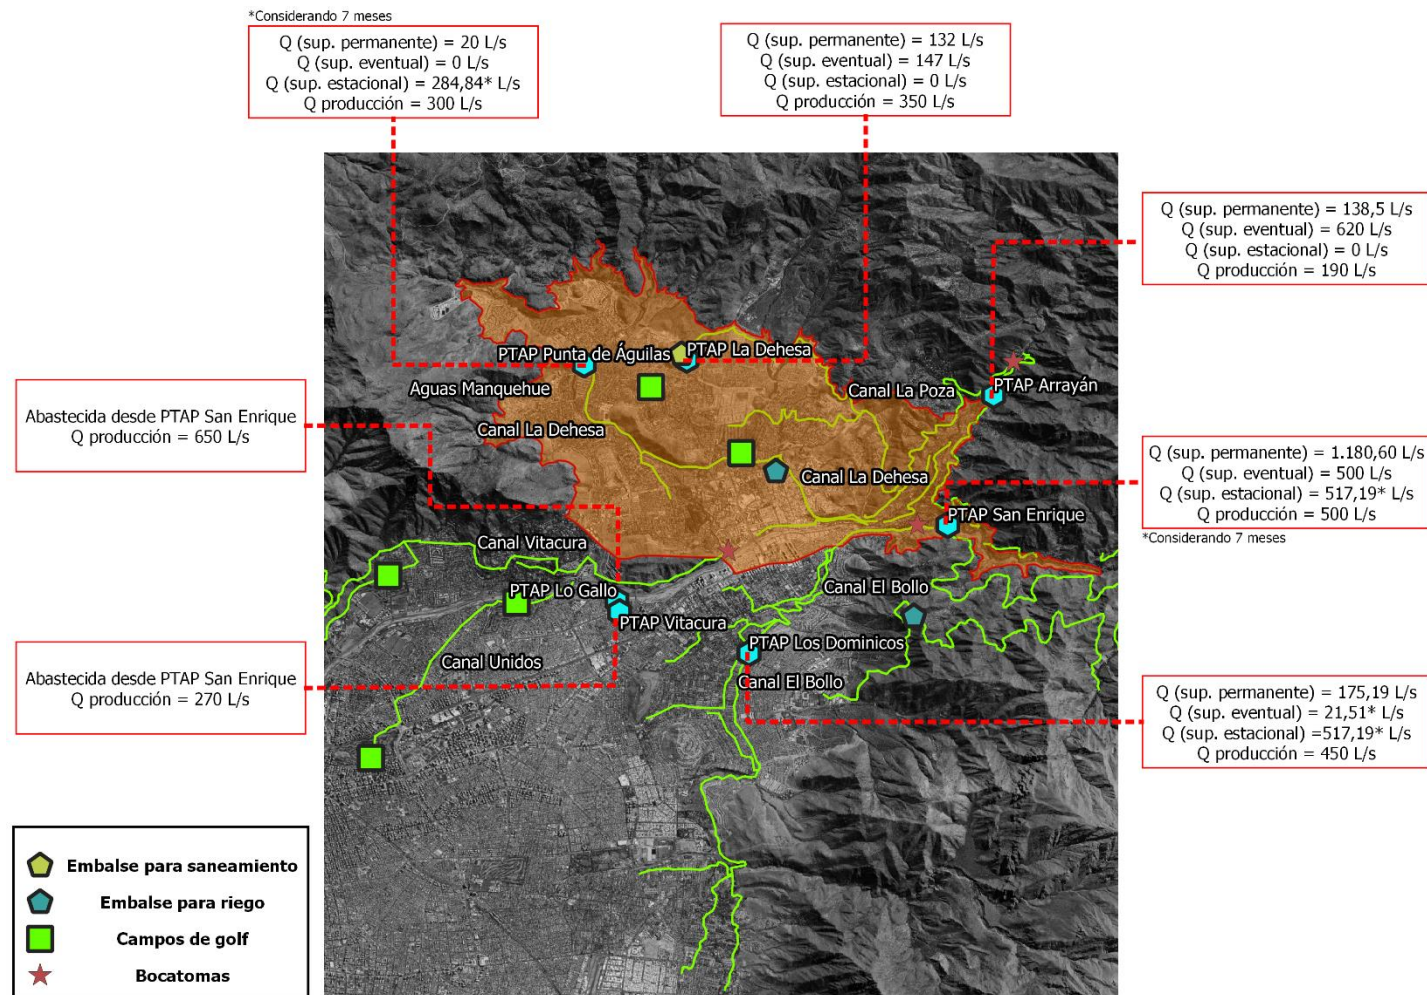 *Considerando 7 meses
Q (sup. permanente) = 20 L/s
Q (sup. eventual) = 0 L/s
Q (sup. estacional) = 284,84* L/s
Q producción = 300 L/s
Q (sup. permanente) = 132 L/s
Q (sup. eventual) = 147 L/s
Q (sup. estacional) = 0 L/s
Q producción = 350 L/s
Q (sup. permanente) = 138,5 L/s
Q (sup. eventual) = 620 L/s
Q (sup. estacional) = 0 L/s
Q producción = 190 L/s
PTAP Punta de Águilas
PTAP La Dehesa
Aguas Manquehue
Canal La Poza
PTAP Arrayán
Canal La Dehesa
Abastecida desde PTAP San Enrique
Q producción = 650 L/s
Canal La Dehesa
Q (sup. permanente) = 1.180,60 L/s
Q (sup. eventual) = 500 L/s
Q (sup. estacional) = 517,19* L/s
Q producción = 500 L/s
*Considerando 7 meses
PTAP San Enrique
Canal Vitacura
PTAP Lo Gallo
Canal El Bollo
PTAP Vitacura
PTAP Los Dominicos
Canal Unidos
Canal El Bollo
Abastecida desde PTAP San Enrique
Q producción = 270 L/s
Q (sup. permanente) = 175,19 L/s
Q (sup. eventual) = 21,51* L/s
Q (sup. estacional) =517,19* L/s
Q producción = 450 L/s
Embalse para saneamiento
Embalse para riego
Campos de golf
Bocatomas